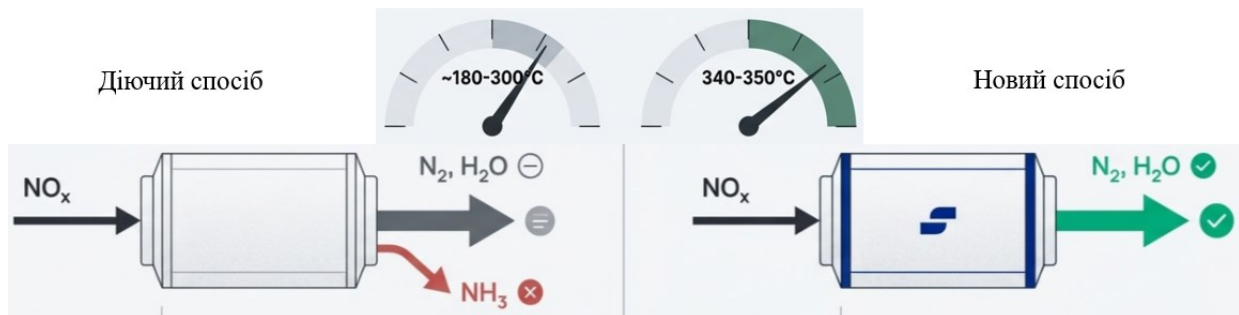 Діючий спосіб
~180-300°C
340-350°C
Новий спосіб
NOₓ
N₂, H₂O
NH₃
NOₓ
N₂, H₂O